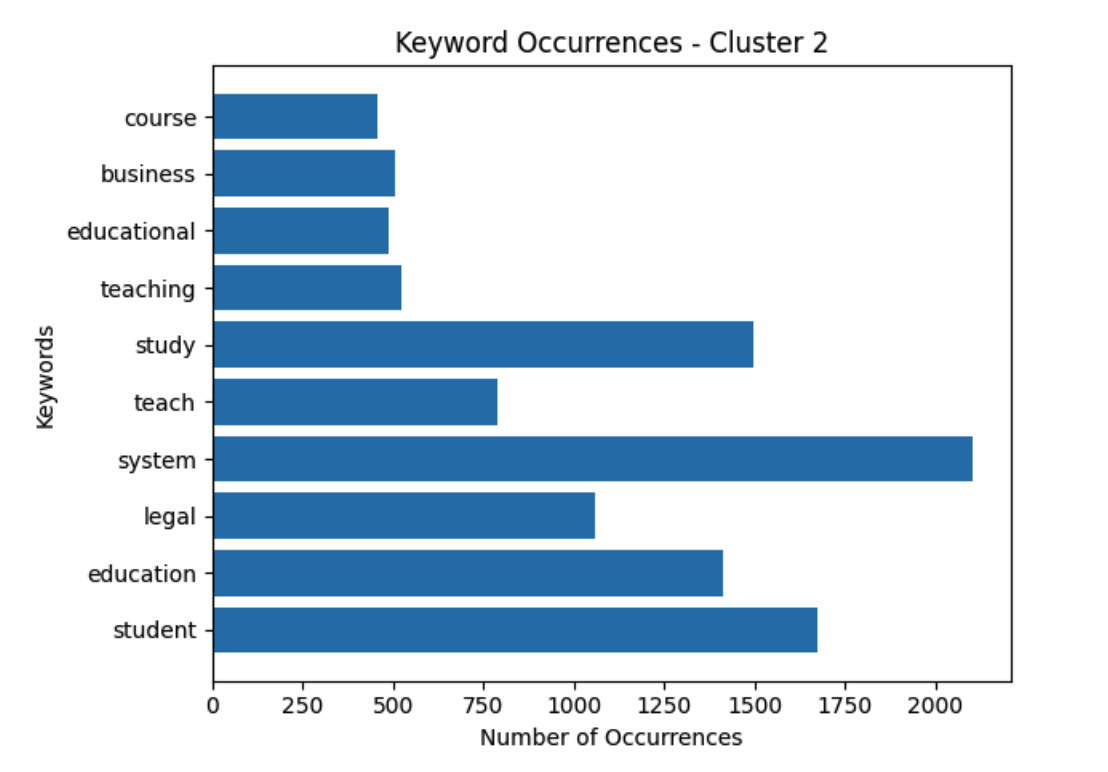 Keyword Occurrences - Cluster 2
course
business
educational
teaching
study
teach
system
legal
education
student
Keywords
0 250 500 750 1000 1250 1500 1750 2000
Number of Occurrences